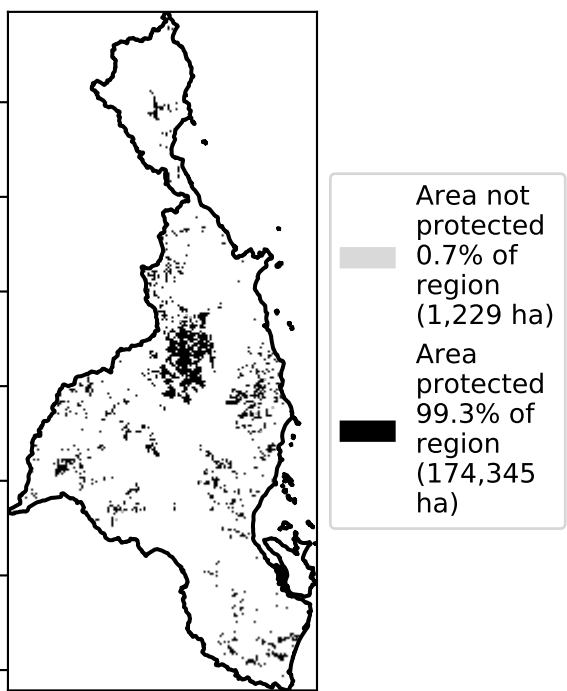 Area not
protected
0.7% of
region
(1,229 ha)
Area
protected
99.3% of
region
(174,345
ha)